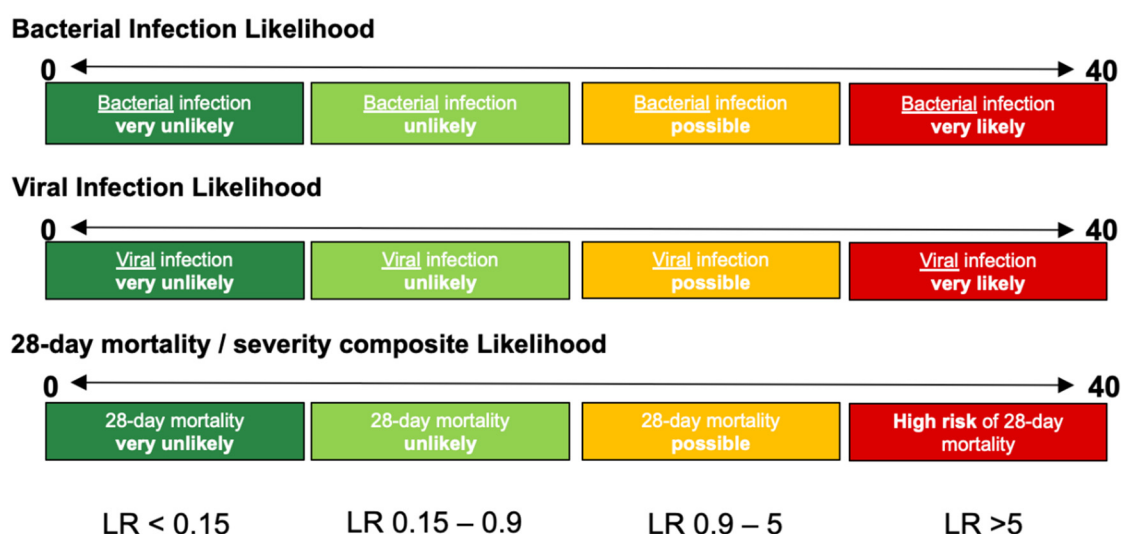 Bacterial Infection Likelihood
0 40
Bacterial infection very unlikely
Bacterial infection unlikely
Bacterial infection possible
Bacterial infection very likely
Viral Infection Likelihood
0 40
Viral infection very unlikely
Viral infection unlikely
Viral infection possible
Viral infection very likely
28-day mortality / severity composite Likelihood
0 40
28-day mortality very unlikely
28-day mortality unlikely
28-day mortality possible
High risk of 28-day mortality
LR < 0.15 LR 0.15 – 0.9 LR 0.9 – 5 LR >5